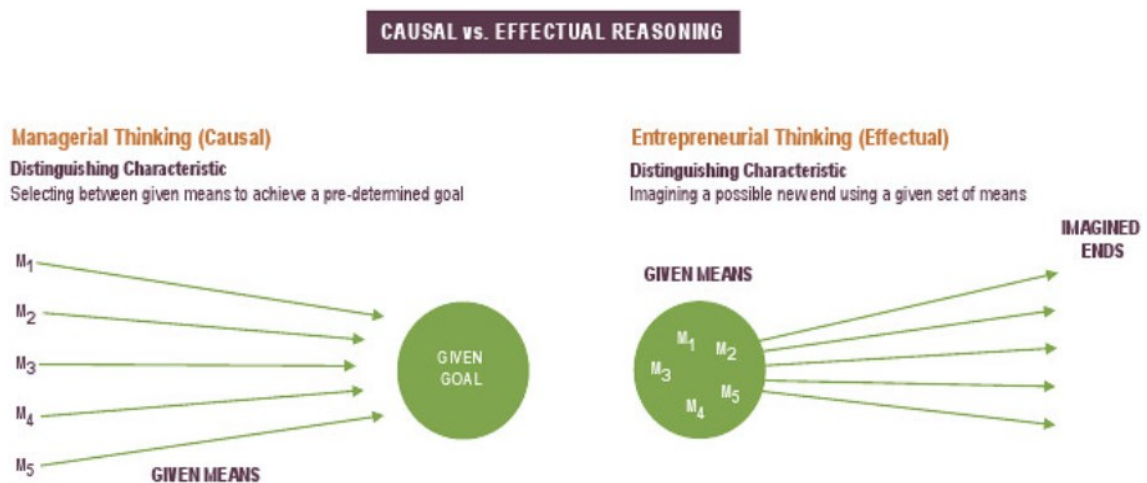 CAUSAL vs. EFFECTUAL REASONING
Managerial Thinking (Causal)
Distinguishing Characteristic
Selecting between given means to achieve a pre-determined goal
M1
M2
M3
M4
M5
GIVEN MEANS
GIVEN
GOAL
Entrepreneurial Thinking (Effectual)
Distinguishing Characteristic
Imagining a possible new end using a given set of means
GIVEN MEANS
M1
M2
M3
M5
M4
IMAGINED
ENDS